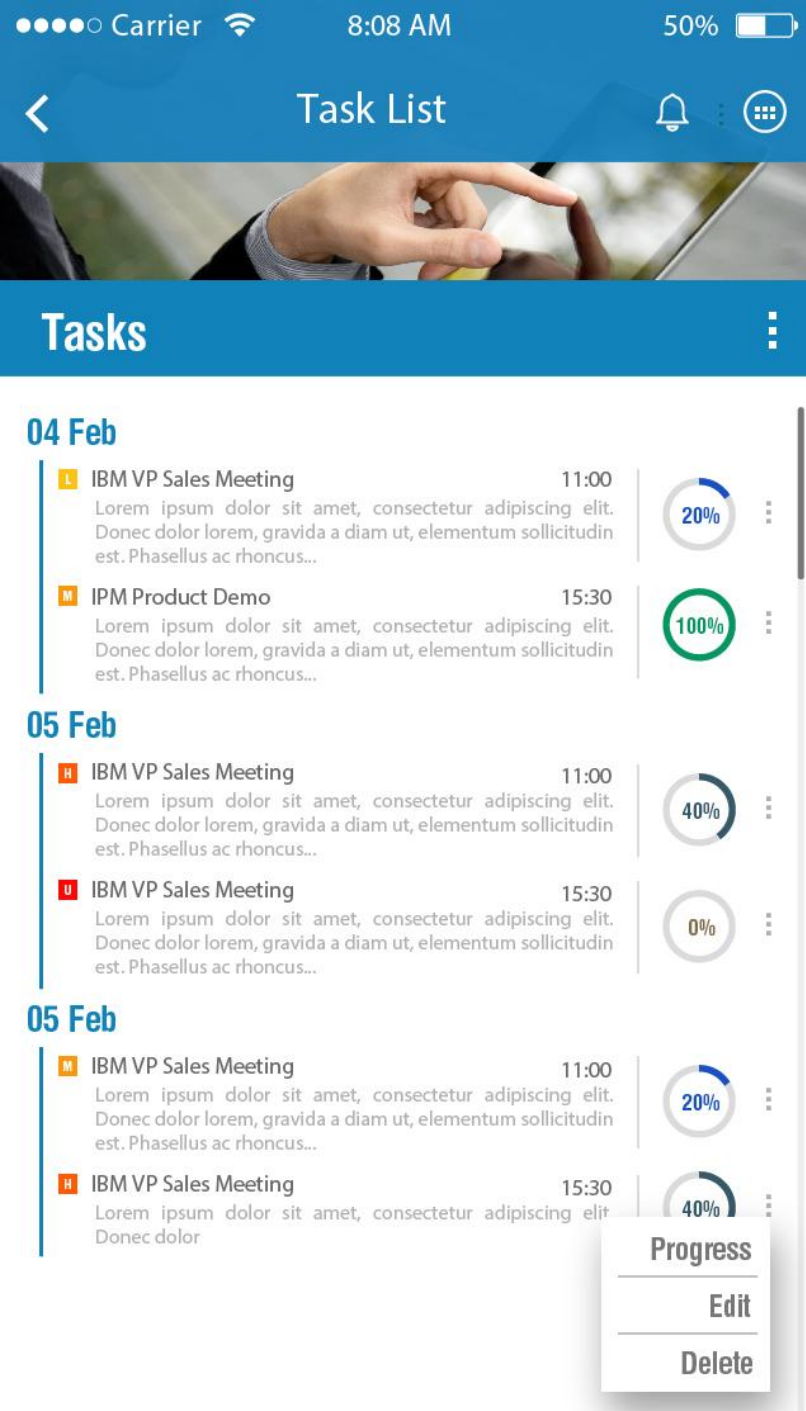 Carrier 8:08 AM 50%
Task List
Tasks
04 Feb
L IBM VP Sales Meeting 11:00
Lorem ipsum dolor sit amet, consectetur adipiscing elit.
Donec dolor lorem, gravida a diam ut, elementum sollicitudin
est. Phasellus ac rhoncus...
20%
M IPM Product Demo 15:30
Lorem ipsum dolor sit amet, consectetur adipiscing elit.
Donec dolor lorem, gravida a diam ut, elementum sollicitudin
est. Phasellus ac rhoncus...
100%
05 Feb
H IBM VP Sales Meeting 11:00
Lorem ipsum dolor sit amet, consectetur adipiscing elit.
Donec dolor lorem, gravida a diam ut, elementum sollicitudin
est. Phasellus ac rhoncus...
40%
U IBM VP Sales Meeting 15:30
Lorem ipsum dolor sit amet, consectetur adipiscing elit.
Donec dolor lorem, gravida a diam ut, elementum sollicitudin
est. Phasellus ac rhoncus...
0%
05 Feb
M IBM VP Sales Meeting 11:00
Lorem ipsum dolor sit amet, consectetur adipiscing elit.
Donec dolor lorem, gravida a diam ut, elementum sollicitudin
est. Phasellus ac rhoncus...
20%
H IBM VP Sales Meeting 15:30
Lorem ipsum dolor sit amet, consectetur adipiscing elit
Donec dolor
40%
Progress
Edit
Delete